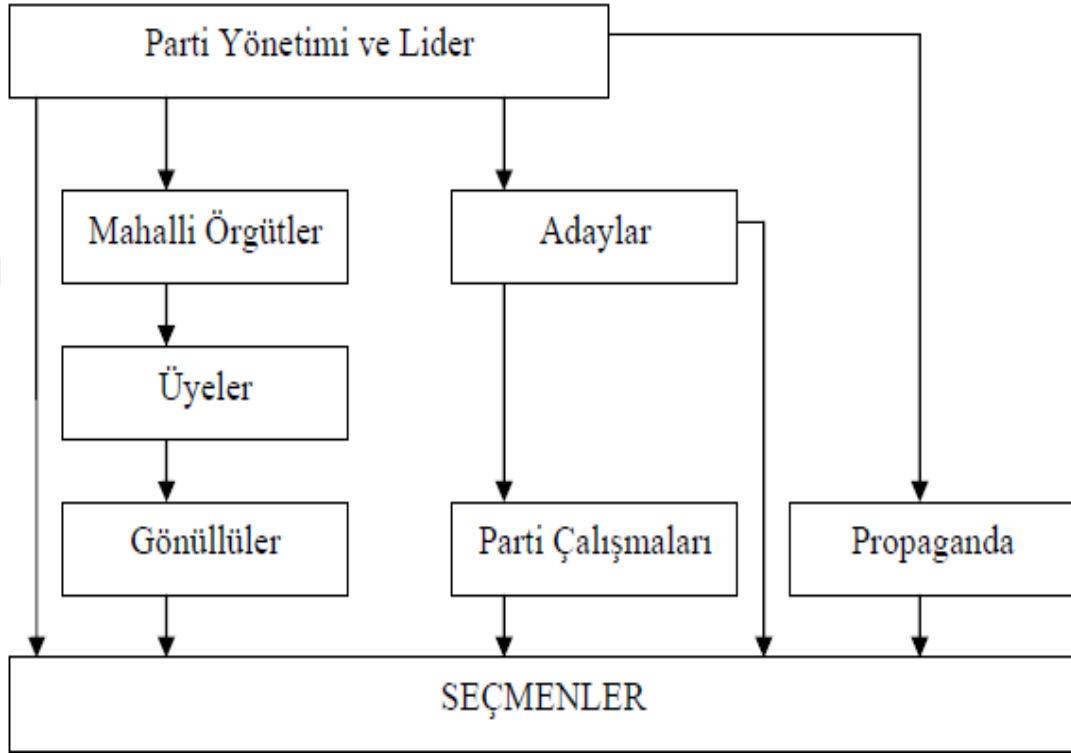 Parti Yönetimi ve Lider
Mahalli Örgütler
Adaylar
Üyeler
Gönüllüler
Parti Çalışmaları
Propaganda
SEÇMENLER